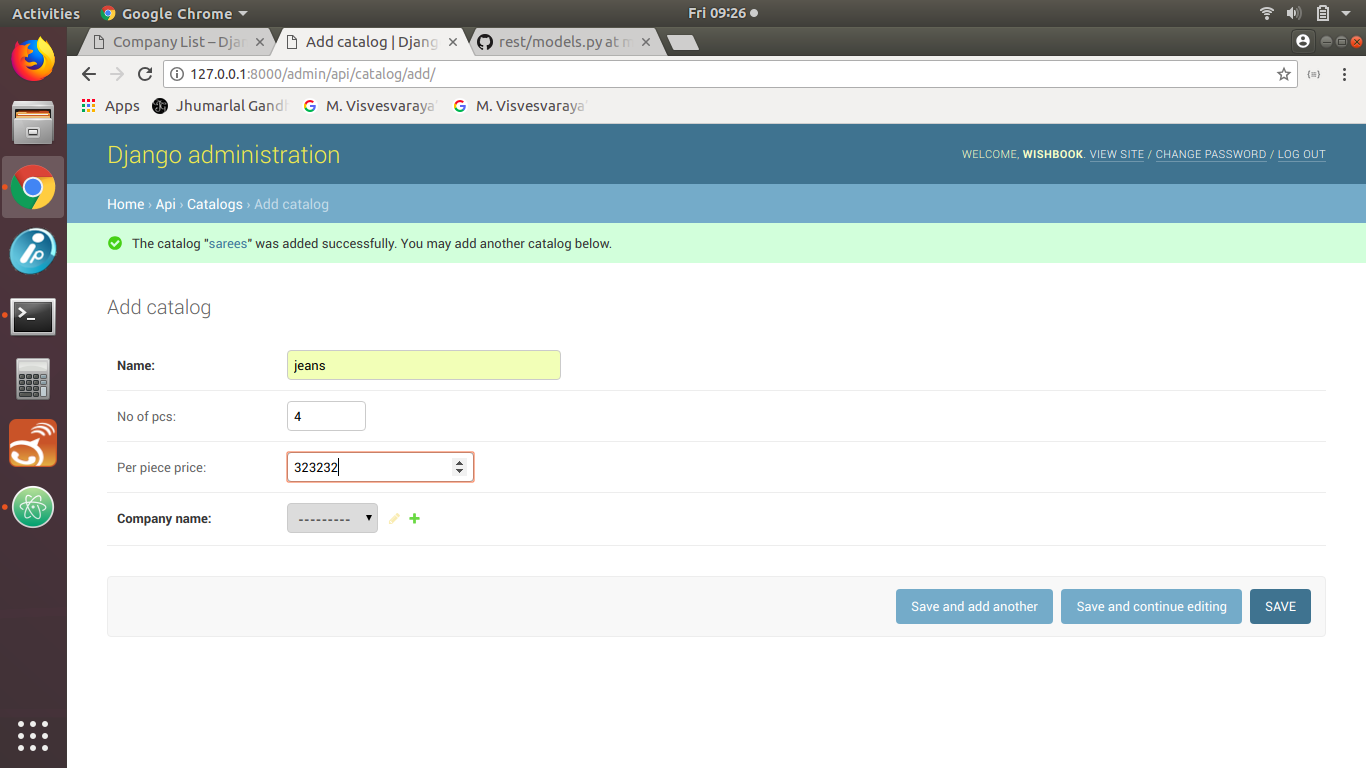 Activities Google Chrome Fri 09:26
Company List – Djan Add catalog | Djang rest/models.py at m
127.0.0.1:8000/admin/api/catalog/add/
Apps Jhumarlal Gandh M. Visvesvaraya' M. Visvesvaraya'
Django administration WELCOME, WISHBOOK. VIEW SITE / CHANGE PASSWORD / LOG OUT
Home › Api › Catalogs › Add catalog
The catalog "sarees" was added successfully. You may add another catalog below.
Add catalog
Name: jeans
No of pcs: 4
Per piece price: 323232
Company name: ---------
Save and add another Save and continue editing SAVE